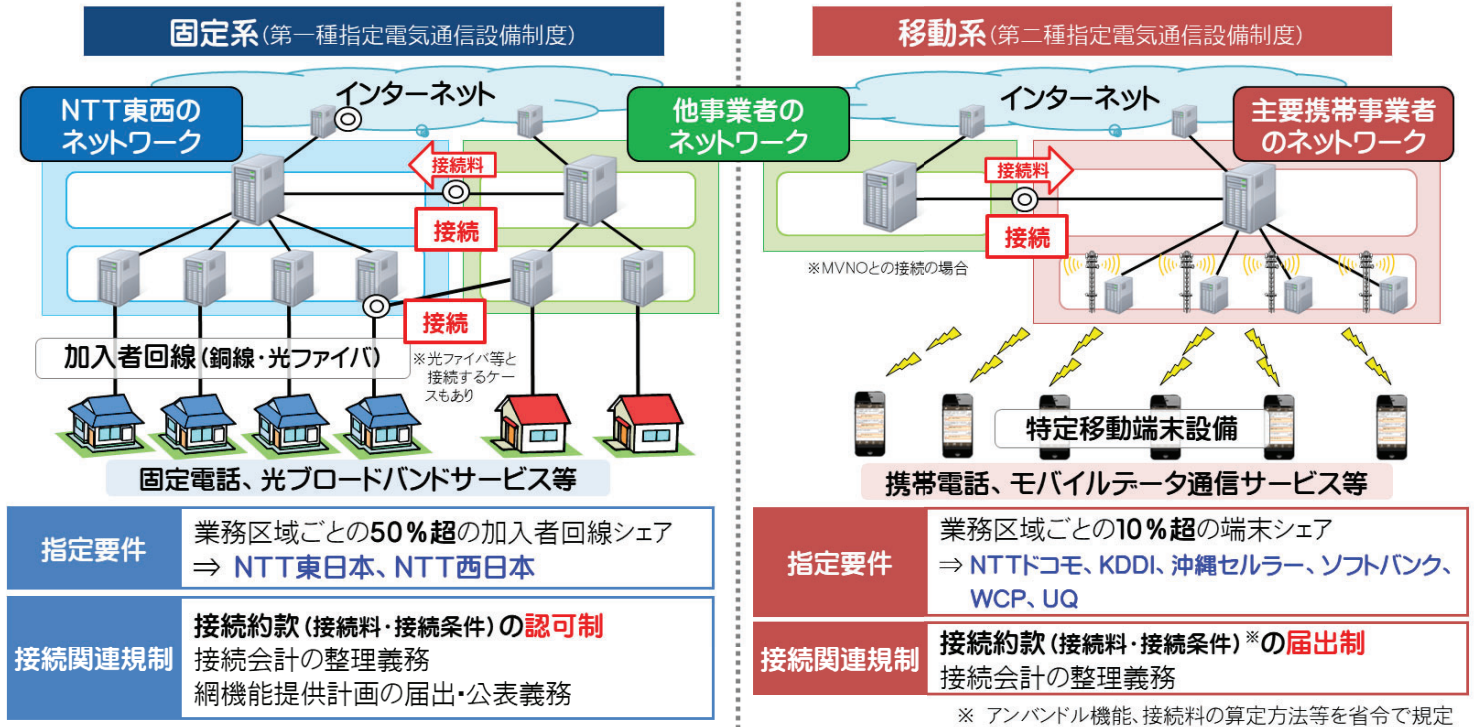 固定系(第一種指定電気通信設備制度)
インターネット
NTT東西の
ネットワーク
他事業者の
ネットワーク
接続料
接続
接続
加入者回線(銅線・光ファイバ)
※光ファイバ等と
接続するケー
スもあり
固定電話、光ブロードバンドサービス等
指定要件
業務区域ごとの50%超の加入者回線シェア
⇒ NTT東日本、NTT西日本
接続関連規制
接続約款(接続料・接続条件)の認可制
接続会計の整理義務
網機能提供計画の届出・公表義務
移動系(第二種指定電気通信設備制度)
インターネット
主要携帯事業者
のネットワーク
接続料
接続
※MVNOとの接続の場合
特定移動端末設備
携帯電話、モバイルデータ通信サービス等
指定要件
業務区域ごとの10%超の端末シェア
⇒ NTTドコモ、KDDI、沖縄セルラー、ソフトバンク、
WCP、UQ
接続関連規制
接続約款(接続料・接続条件)※の届出制
接続会計の整理義務
※ アンバンドル機能、接続料の算定方法等を省令で規定